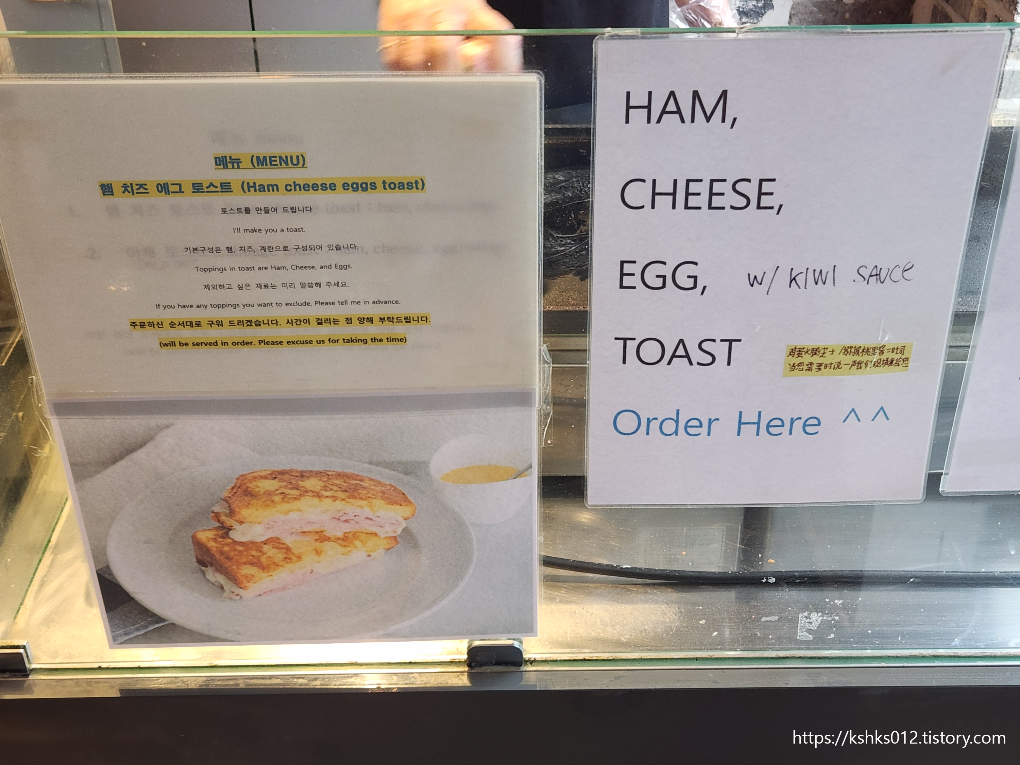 메뉴 (MENU)
햄 치즈 에그 토스트 (Ham cheese eggs toast)
토스트를 만들어 드립니다
I'll make you a toast.
기본구성은 햄, 치즈, 계란으로 구성되어 있습니다.
Toppings in toast are Ham, Cheese, and Eggs.
제외하고 싶은 재료는 미리 말씀해 주세요.
If you have any toppings you want to exclude, Please tell me in advance.
주문하신 순서대로 구워 드리겠습니다. 시간이 걸리는 점 양해 부탁드립니다.
(will be served in order. Please excuse us for taking the time)
HAM,
CHEESE,
EGG, W/ KIWI SAUCE
TOAST
Order Here ^^
https://kshks012.tistory.com